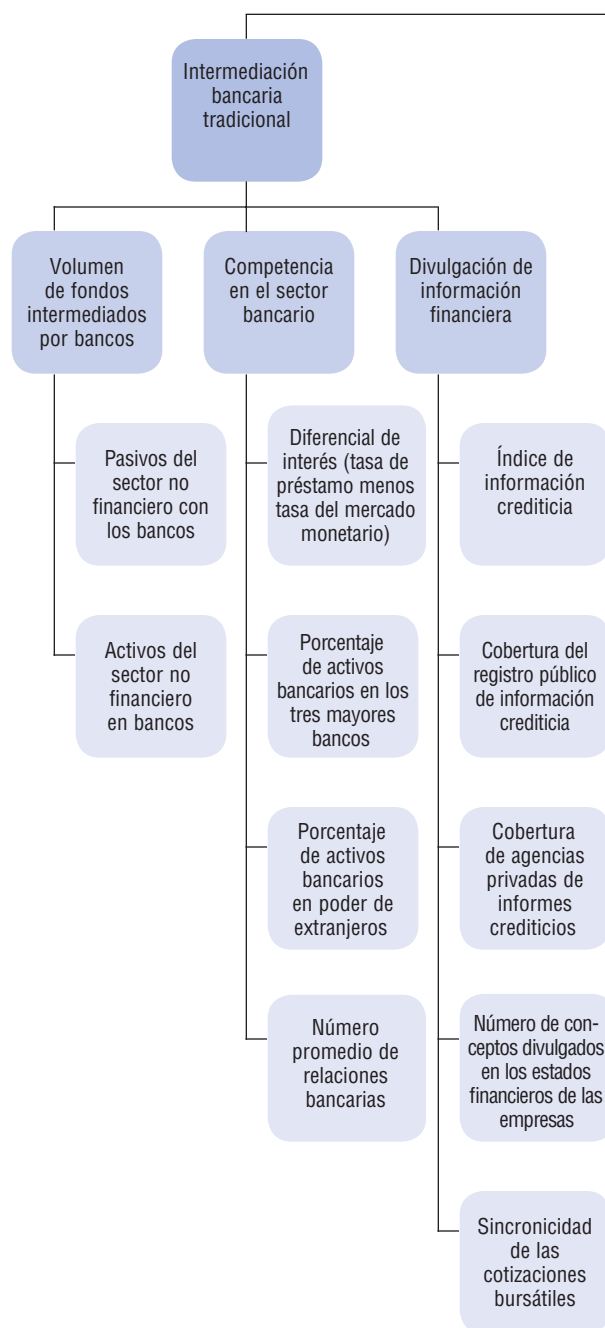 Intermediación
bancaria
tradicional
Volumen
de fondos
intermediados
por bancos
Pasivos del
sector no
financiero con
los bancos
Activos del
sector no
financiero
en bancos
Competencia
en el sector
bancario
Diferencial de
interés (tasa de
préstamo menos
tasa del mercado
monetario)
Porcentaje
de activos
bancarios en los
tres mayores
bancos
Porcentaje
de activos
bancarios
en poder de
extranjeros
Número
promedio de
relaciones
bancarias
Divulgación de
información
financiera
Índice de
información
crediticia
Cobertura del
registro público
de información
crediticia
Cobertura
de agencias
privadas de
informes
crediticios
Número de con-
ceptos divulgados
en los estados
financieros de las
empresas
Sincronicidad
de las
cotizaciones
bursátiles